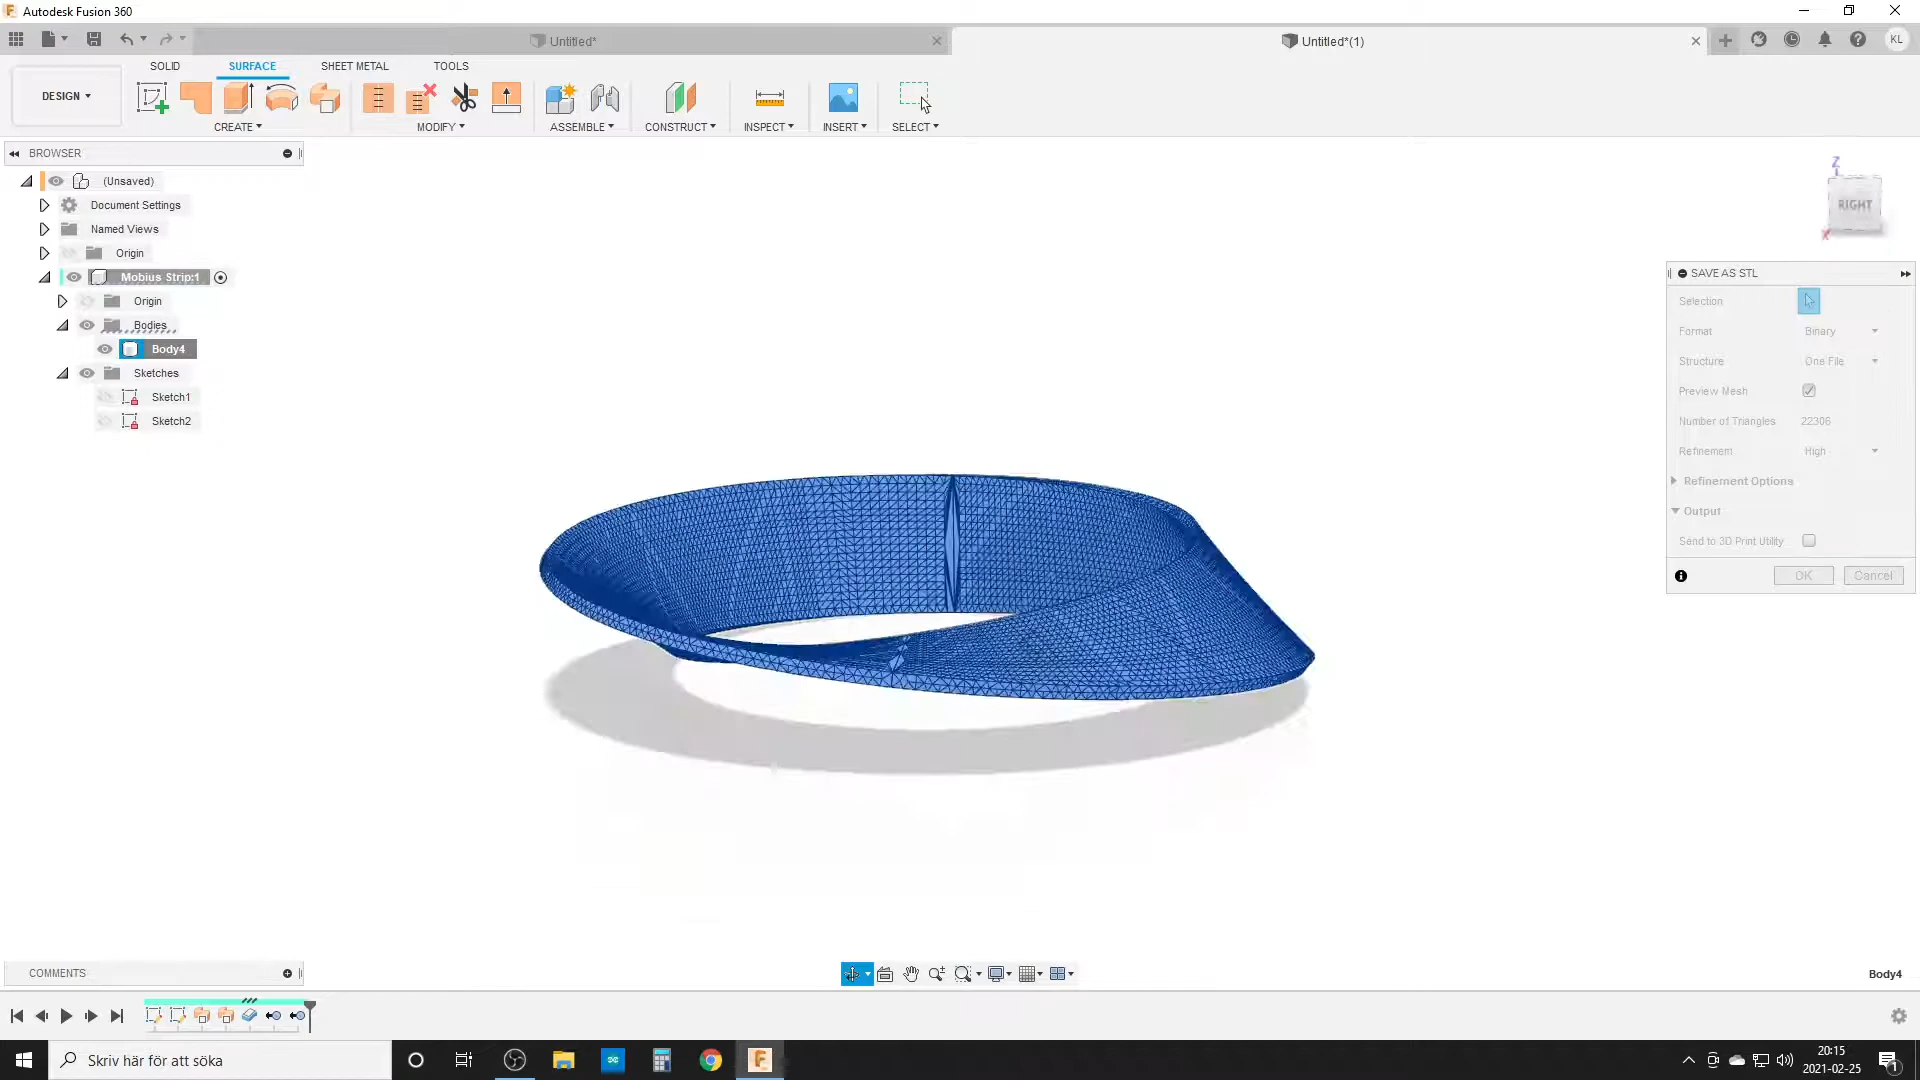 Autodesk Fusion 360
Untitled*
Untitled*(1)
KL
SOLID
SURFACE
SHEET METAL
TOOLS
DESIGN
CREATE
MODIFY
ASSEMBLE
CONSTRUCT
INSPECT
INSERT
SELECT
BROWSER
(Unsaved)
Document Settings
Named Views
Origin
Mobius Strip:1
Origin
Bodies
Body4
Sketches
Sketch1
Sketch2
Z
RIGHT
X
SAVE AS STL
Selection
Format Binary
Structure One File
Preview Mesh
Number of Triangles 22306
Refinement High
Refinement Options
Output
Send to 3D Print Utility
OK Cancel
COMMENTS
Body4
Skriv här för att söka
20:15
2021-02-25
1